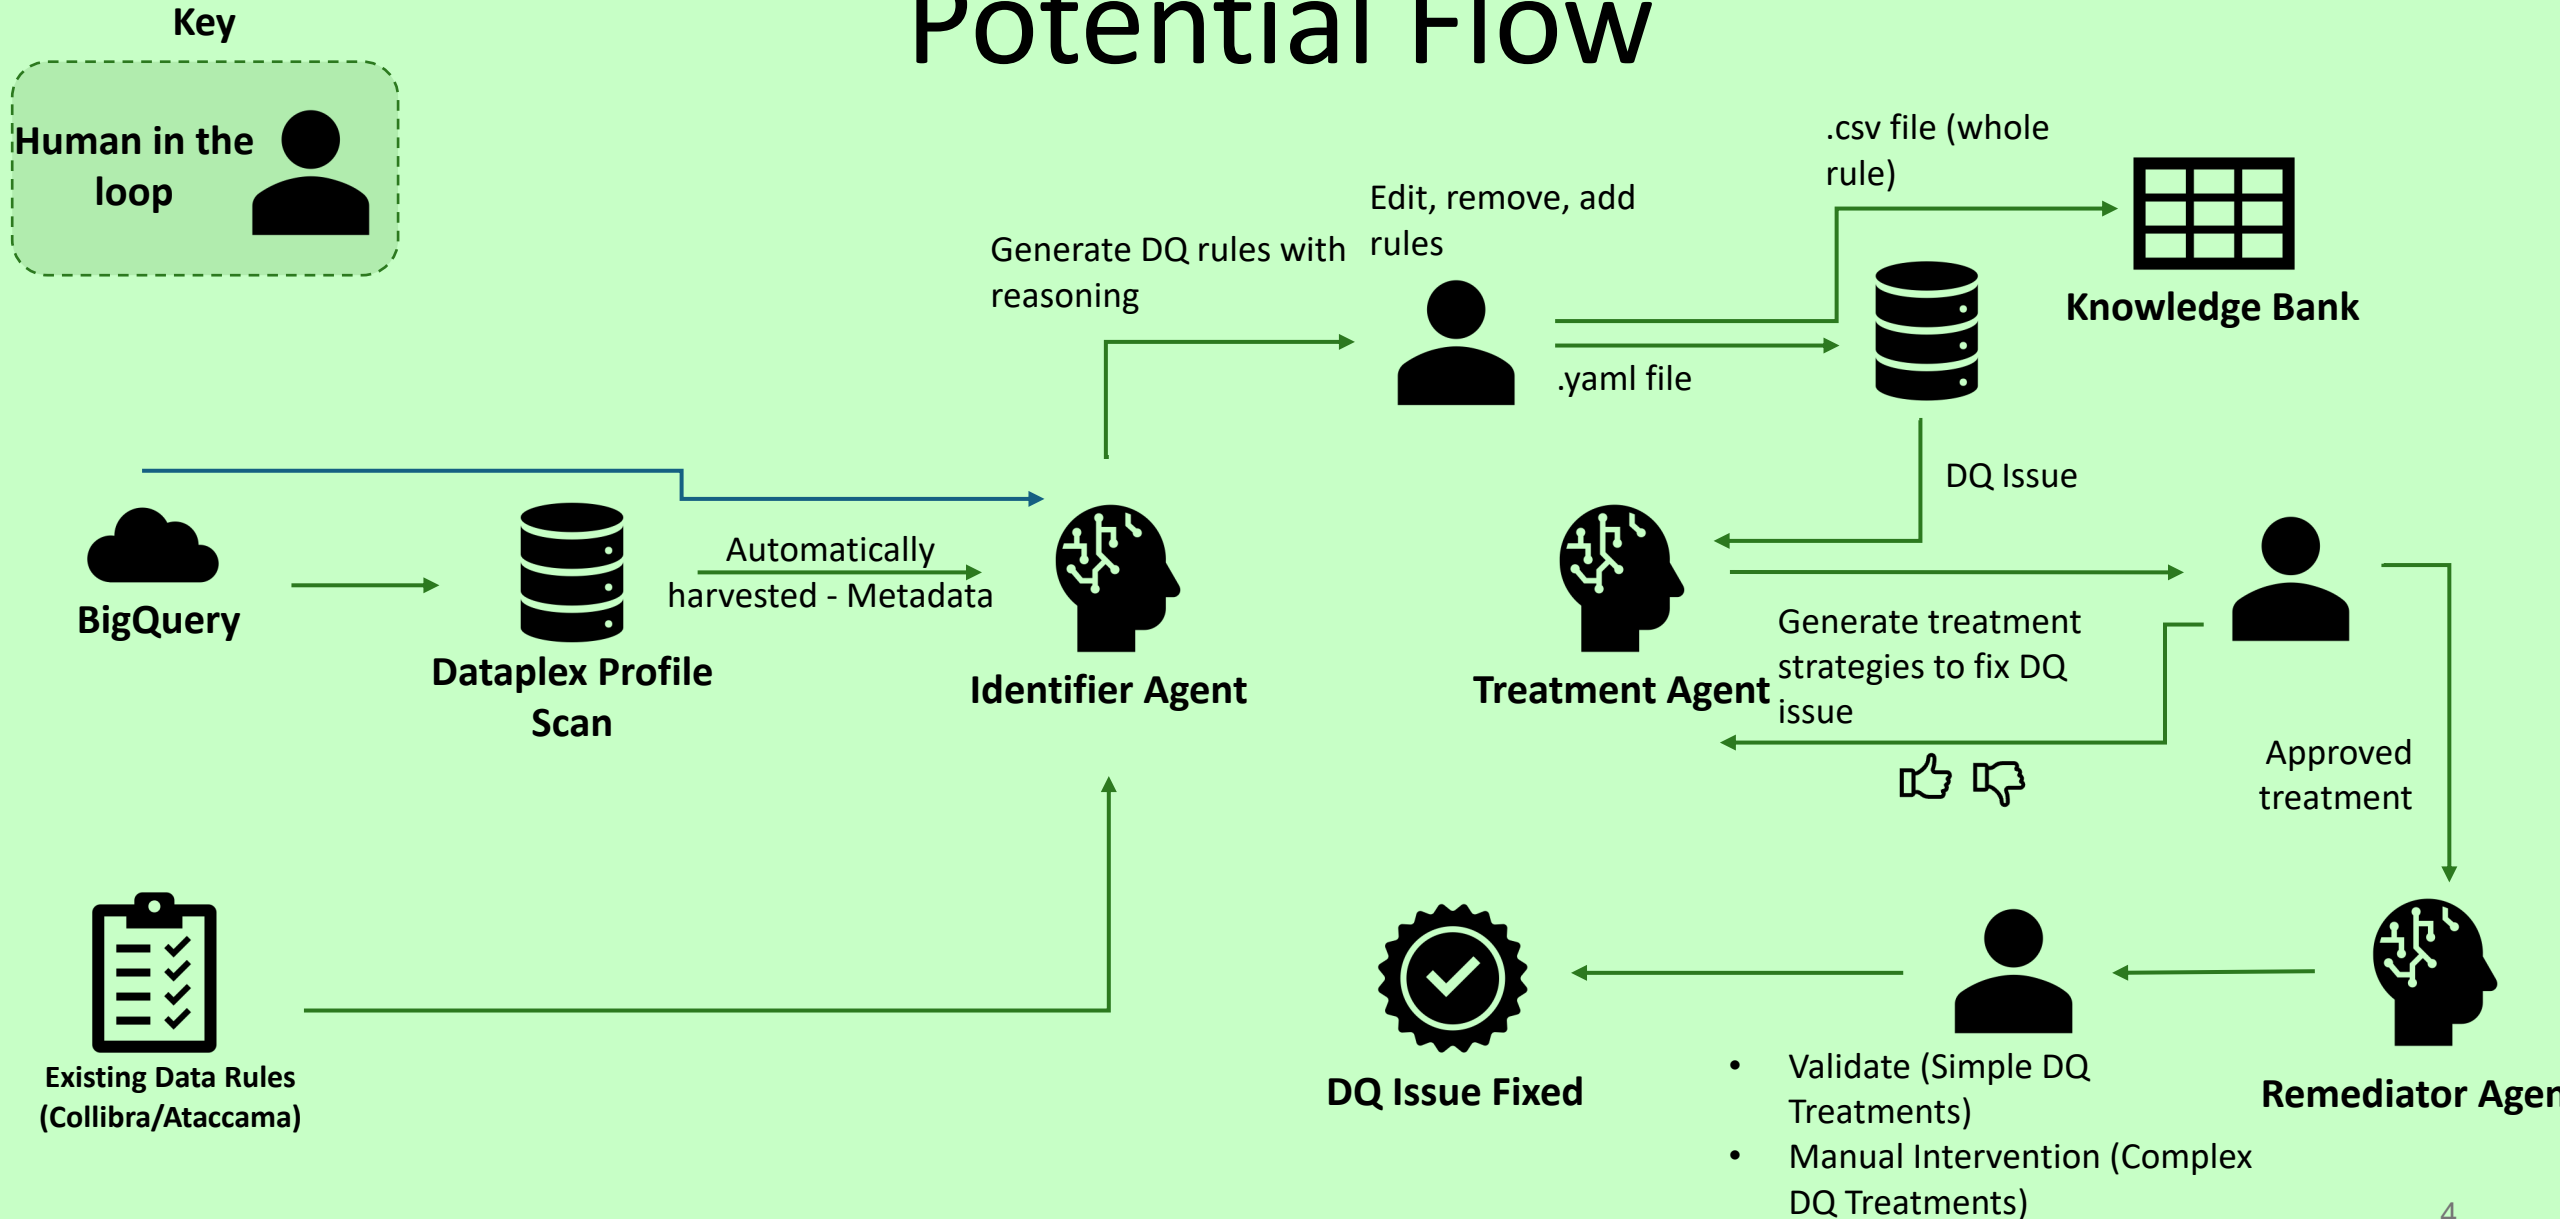 Potential Flow
Key
Human in the
loop
.csv file (whole
rule)
Edit, remove, add
rules
Generate DQ rules with
reasoning
Knowledge Bank
.yaml file
DQ Issue
Automatically
harvested - Metadata
BigQuery
Dataplex Profile
Scan
Identifier Agent
Treatment Agent
Generate treatment
strategies to fix DQ
issue
Approved
treatment
Existing Data Rules
(Collibra/Ataccama)
DQ Issue Fixed
• Validate (Simple DQ
Treatments)
• Manual Intervention (Complex
DQ Treatments)
Remediator Agen
4